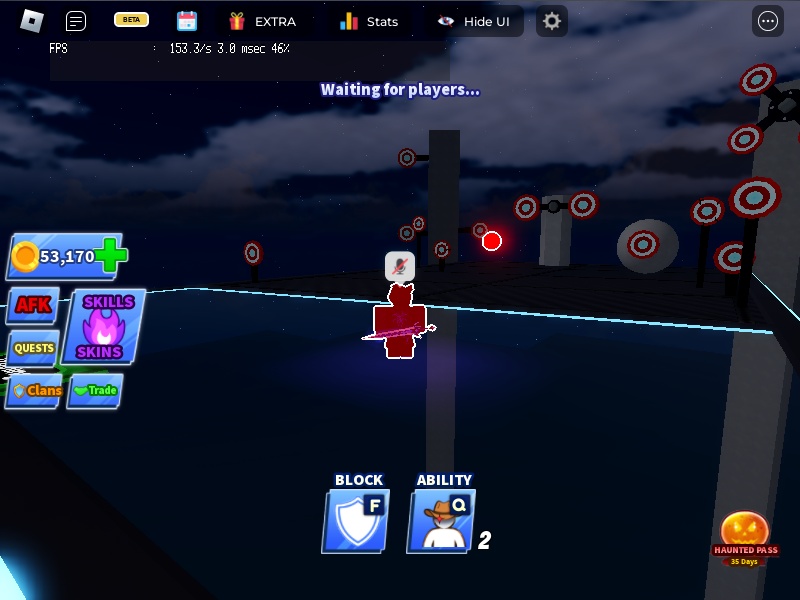 BETA
EXTRA
Stats
Hide UI
FPS : 153.3/s 3.0 msec 46%
Waiting for players...
53,170
AFK
SKILLS
SKINS
QUESTS
Clans
Trade
BLOCK
F
ABILITY
Q
2
HAUNTED PASS
35 Days